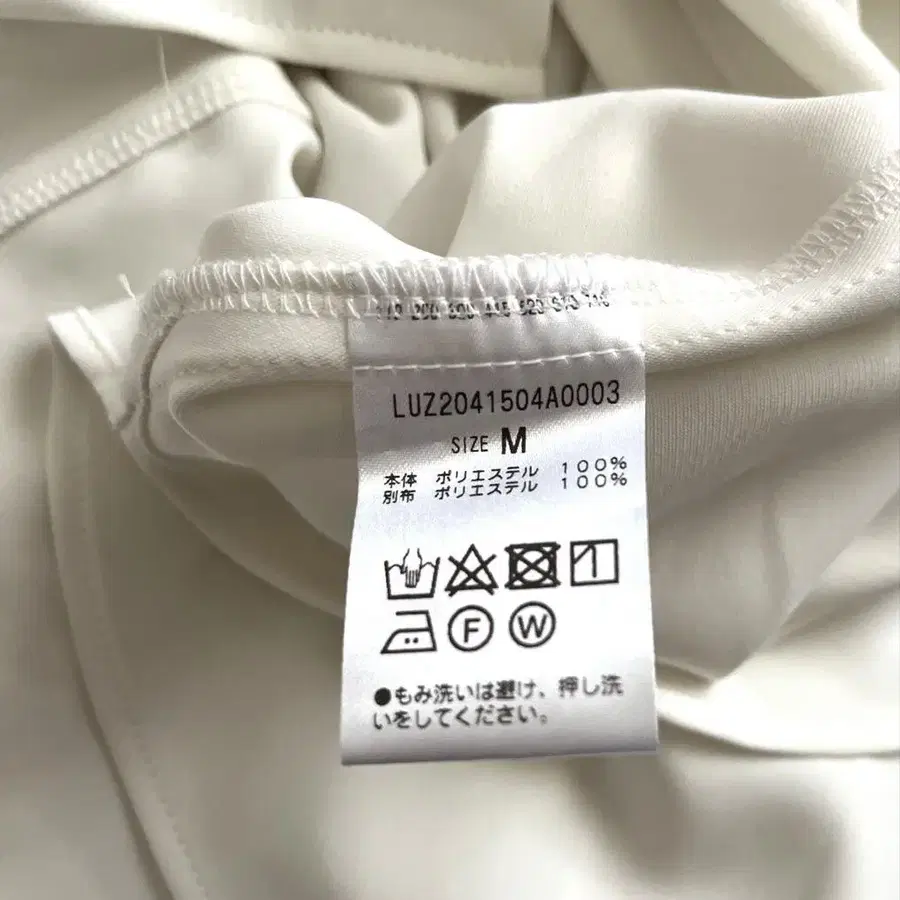 LUZ2041504A0003
SIZE M
本体 ポリエステル 100%
別布 ポリエステル 100%
F W
●もみ洗いは避け、押し洗
いをしてください。